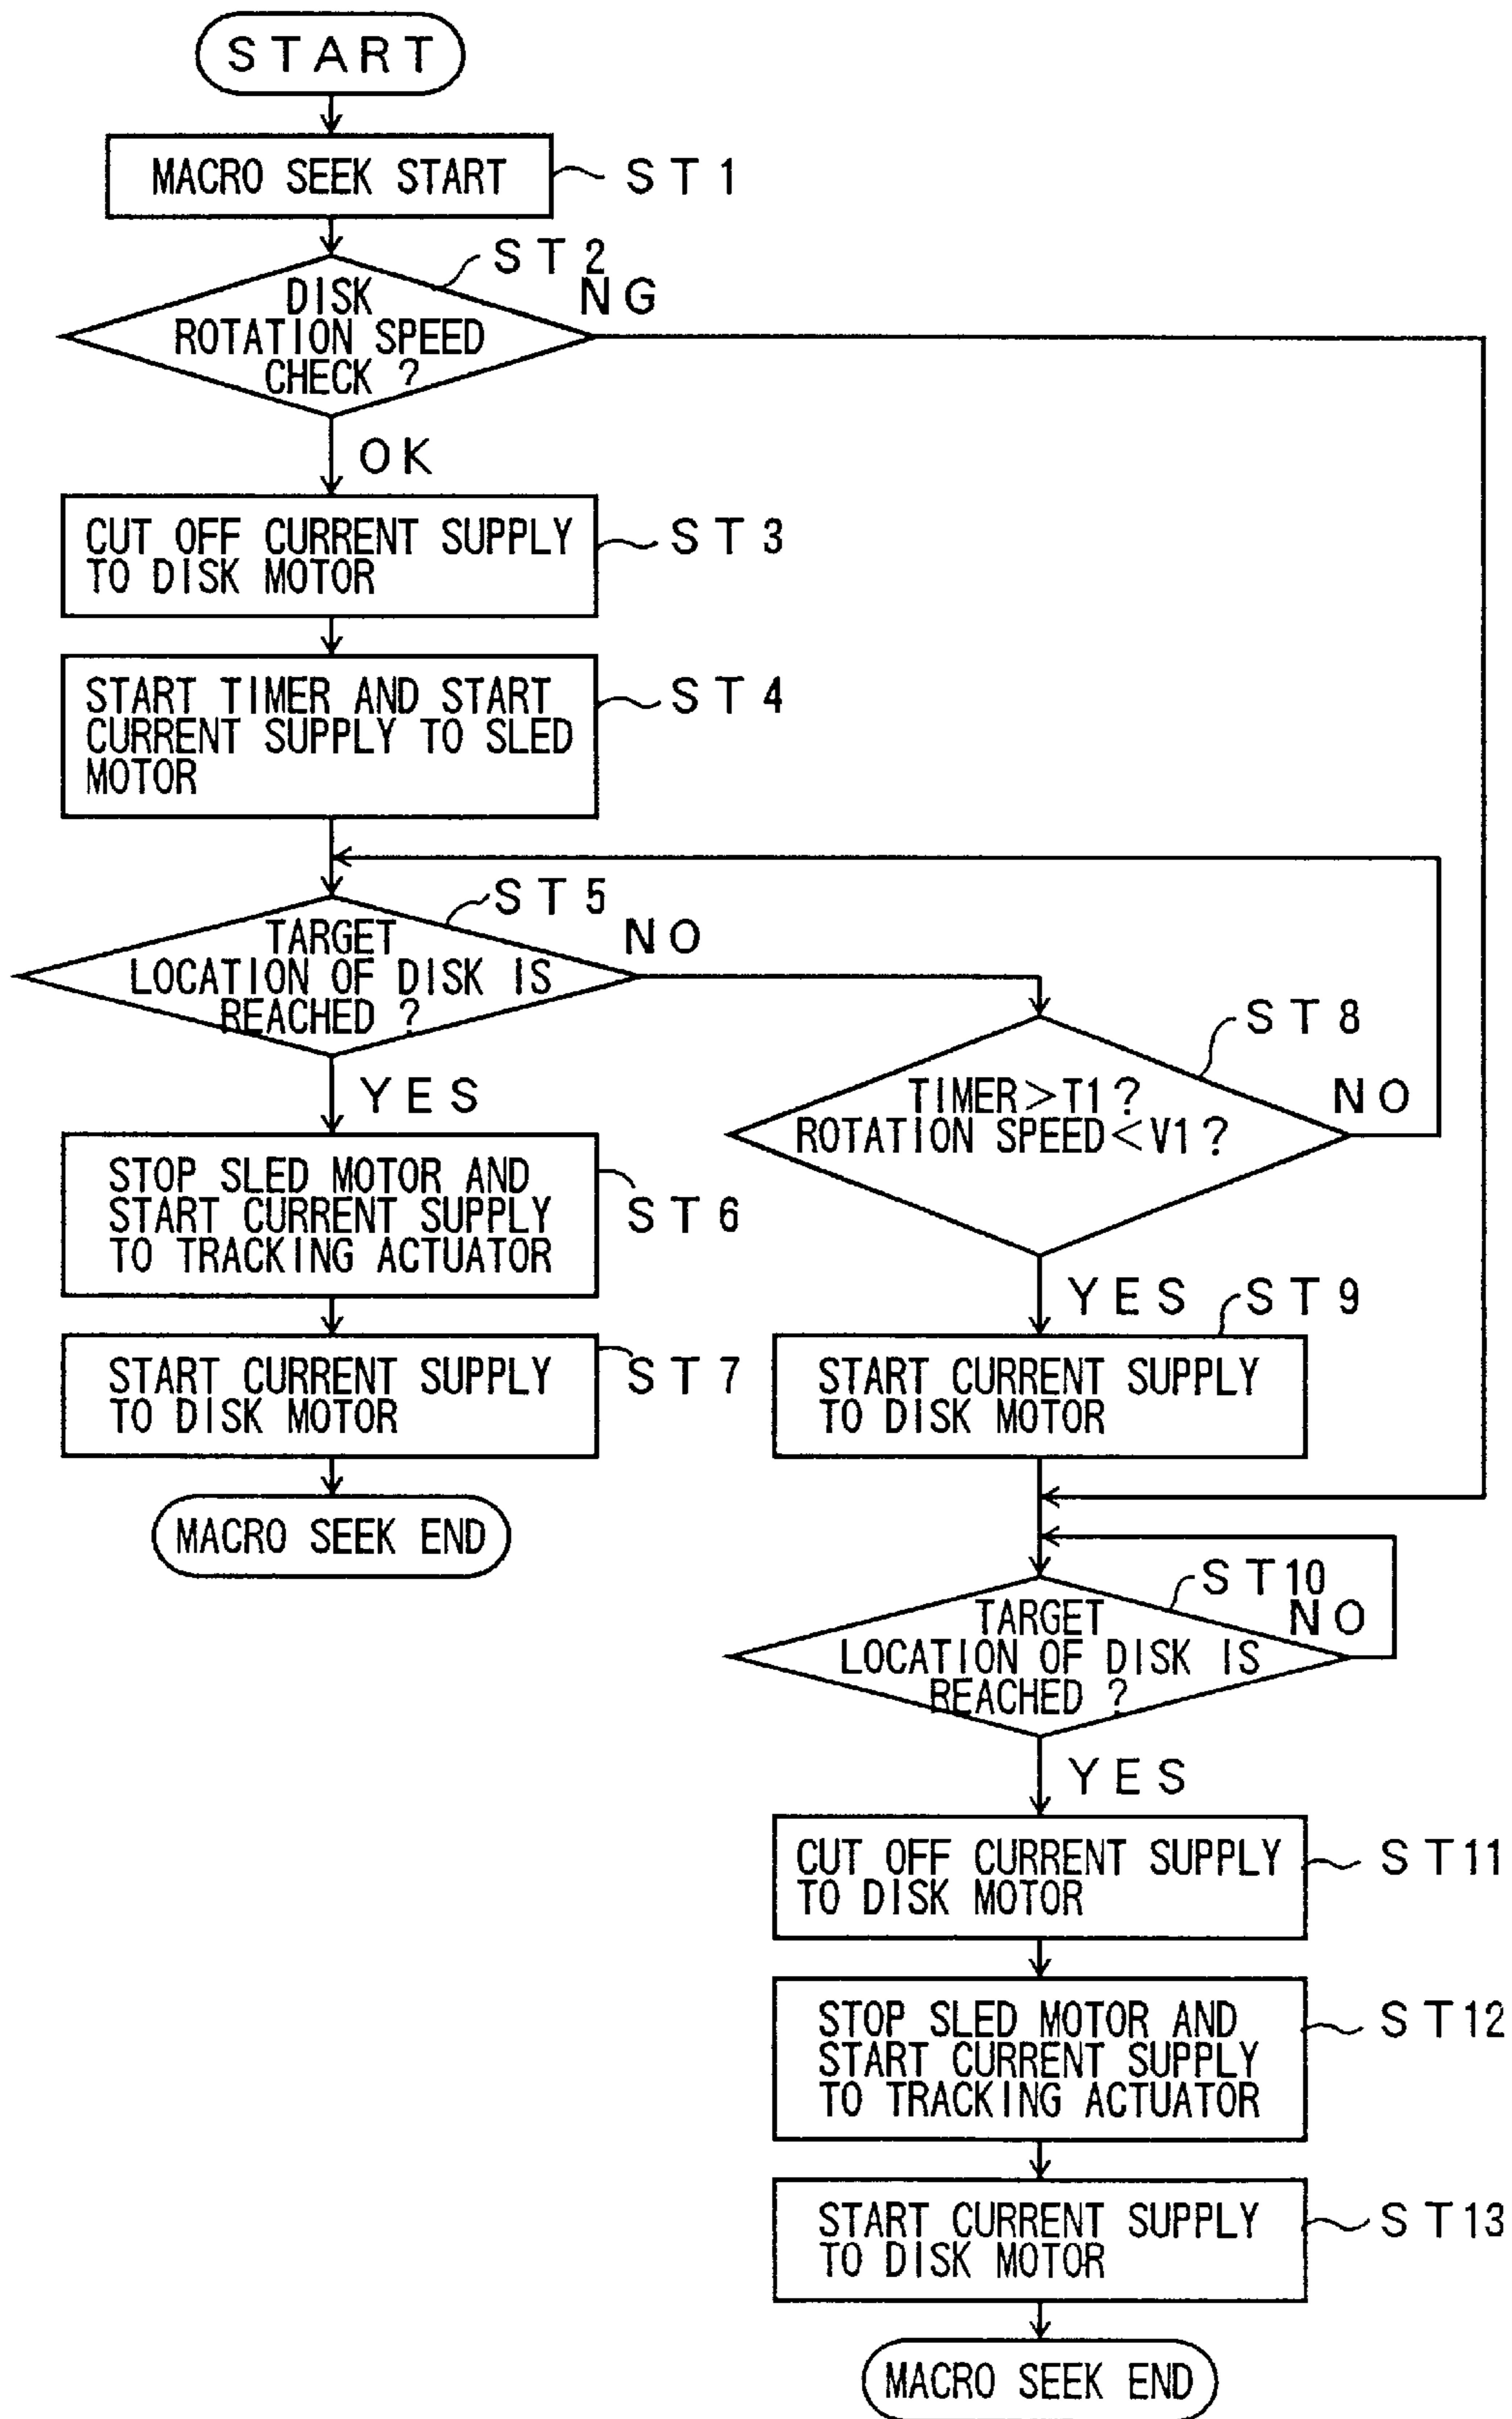 START
MACRO SEEK START
ST1
ST2
DISK
ROTATION SPEED
CHECK ?
NG
OK
CUT OFF CURRENT SUPPLY
TO DISK MOTOR
ST3
START TIMER AND START
CURRENT SUPPLY TO SLED
MOTOR
ST4
ST5
TARGET
LOCATION OF DISK IS
REACHED ?
NO
YES
STOP SLED MOTOR AND
START CURRENT SUPPLY
TO TRACKING ACTUATOR
ST6
START CURRENT SUPPLY
TO DISK MOTOR
ST7
MACRO SEEK END
ST8
TIMER>T1?
ROTATION SPEED<V1?
NO
YES
ST9
START CURRENT SUPPLY
TO DISK MOTOR
ST10
TARGET
LOCATION OF DISK IS
REACHED ?
NO
YES
CUT OFF CURRENT SUPPLY
TO DISK MOTOR
ST11
STOP SLED MOTOR AND
START CURRENT SUPPLY
TO TRACKING ACTUATOR
ST12
START CURRENT SUPPLY
TO DISK MOTOR
ST13
MACRO SEEK END